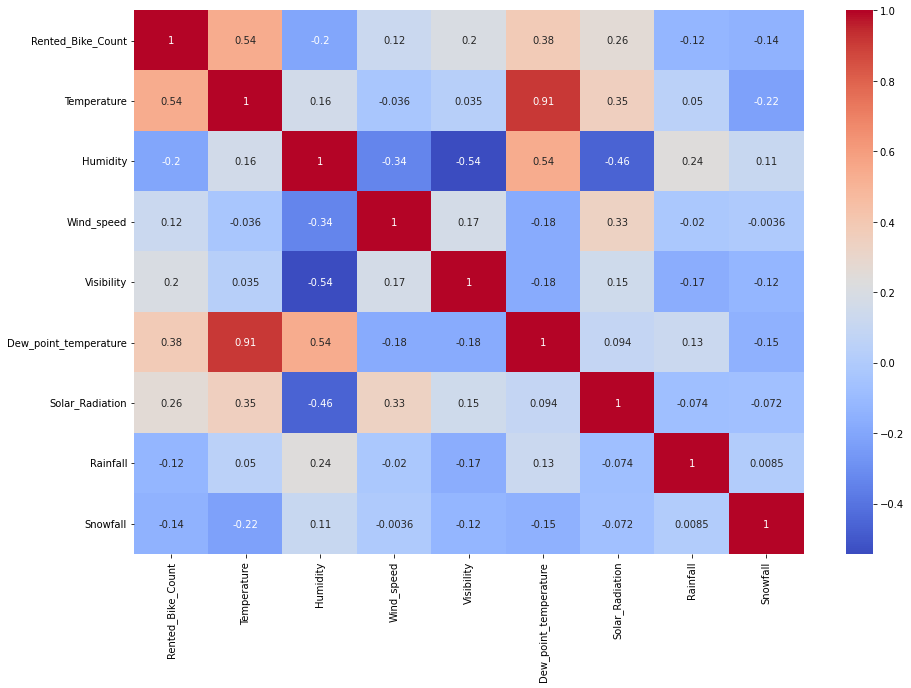 Rented_Bike_Count 1 0.54 -0.2 0.12 0.2 0.38 0.26 -0.12 -0.14
Temperature 0.54 1 0.16 -0.036 0.035 0.91 0.35 0.05 -0.22
Humidity -0.2 0.16 1 -0.34 -0.54 0.54 -0.46 0.24 0.11
Wind_speed 0.12 -0.036 -0.34 1 0.17 -0.18 0.33 -0.02 -0.0036
Visibility 0.2 0.035 -0.54 0.17 1 -0.18 0.15 -0.17 -0.12
Dew_point_temperature 0.38 0.91 0.54 -0.18 -0.18 1 0.094 0.13 -0.15
Solar_Radiation 0.26 0.35 -0.46 0.33 0.15 0.094 1 -0.074 -0.072
Rainfall -0.12 0.05 0.24 -0.02 -0.17 0.13 -0.074 1 0.0085
Snowfall -0.14 -0.22 0.11 -0.0036 -0.12 -0.15 -0.072 0.0085 1
Rented_Bike_Count
Temperature
Humidity
Wind_speed
Visibility
Dew_point_temperature
Solar_Radiation
Rainfall
Snowfall
1.0
0.8
0.6
0.4
0.2
0.0
−0.2
−0.4